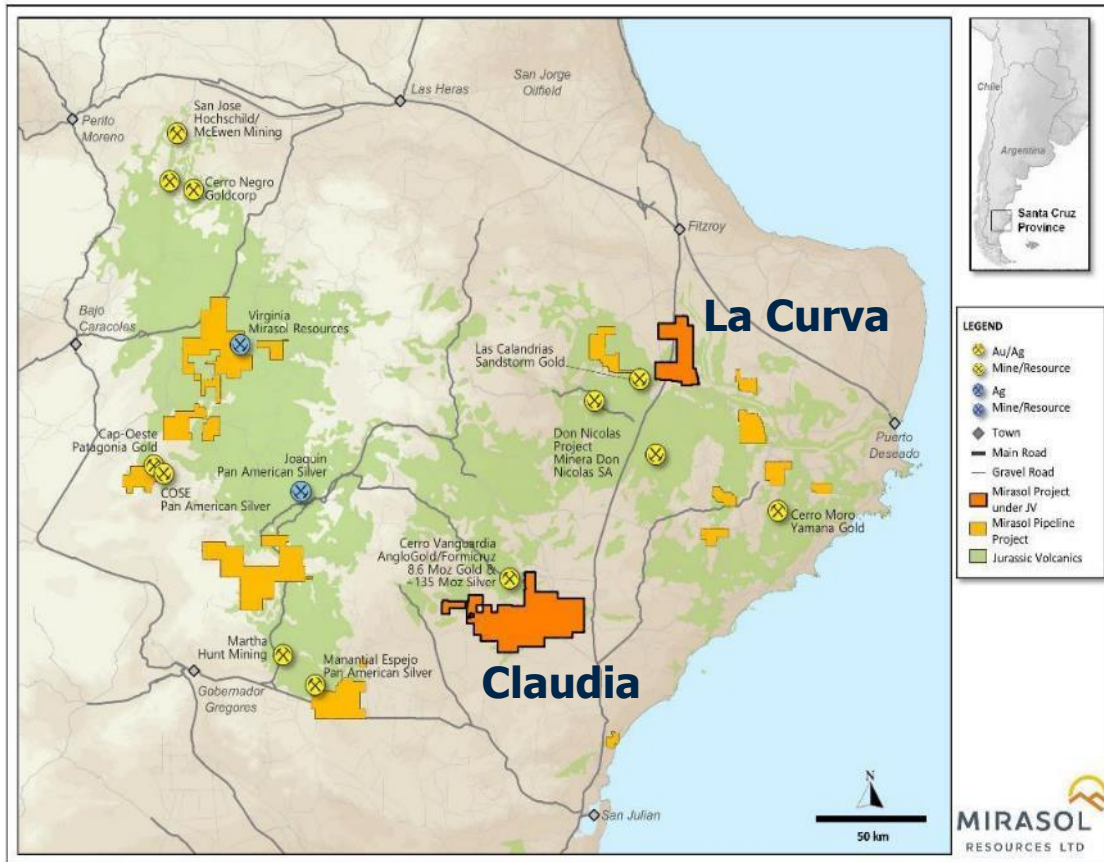 Las Heras
San Jorge
Oilfield
Perito
Moreno
San Jose
Hochschild/
McEwen Mining
Cerro Negro
Goldcorp
Fitzroy
Bajo
Caracoles
Virginia
Mirasol Resources
La Curva
Las Calandrias
Sandstorm Gold
Cap-Oeste
Patagonia Gold
COSE
Pan American Silver
Joaquin
Pan American Silver
Don Nicolas
Project
Minera Don
Nicolas SA
Puerto
Deseado
Cerro Moro
Yamana Gold
Cerro Vanguardia
AngloGold/Formicruz
8.6 Moz Gold &
~135 Moz Silver
Claudia
Martha
Hunt Mining
Manantial Espejo
Pan American Silver
Gobernador
Gregores
San Julian
N
50 km
Chile
Argentina
Santa Cruz
Province
LEGEND
Au/Ag
Mine/Resource
Ag
Mine/Resource
Town
Main Road
Gravel Road
Mirasol Project
under JV
Mirasol Pipeline
Project
Jurassic Volcanics
MIRASOL
RESOURCES LTD